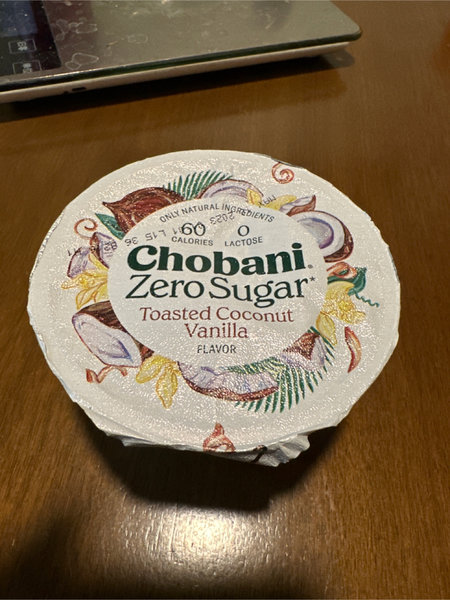 ONLY NATURAL INGREDIENTS
60 0
CALORIES LACTOSE
Chobani®
Zero Sugar*
Toasted Coconut
Vanilla
FLAVOR